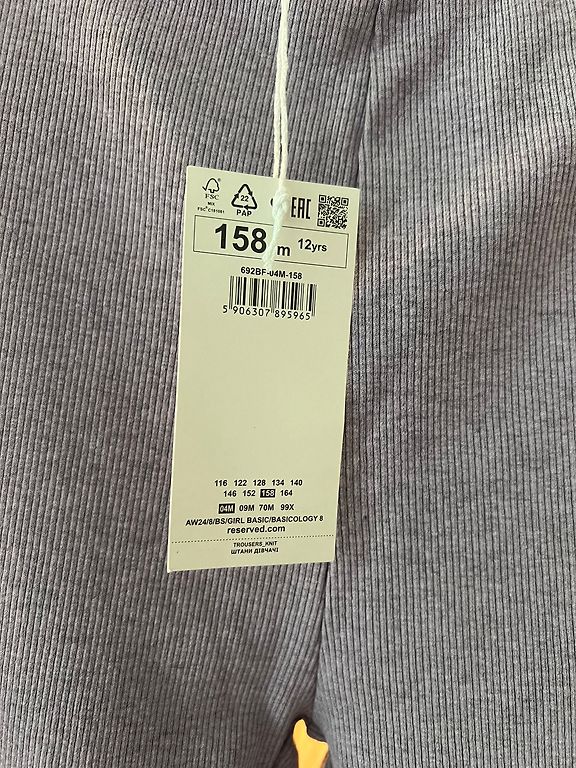 FSC
MIX
FSC® C181081
22
PAP
EAC
158 m 12yrs
692BF-04M-158
5 906307 895965
116 122 128 134 140
146 152 158 164
04M 09M 70M 99X
AW24/8/BS/GIRL BASIC/BASICOLOGY 8
reserved.com
TROUSERS_KNIT
ШТАНИ ДІВЧАЧІ